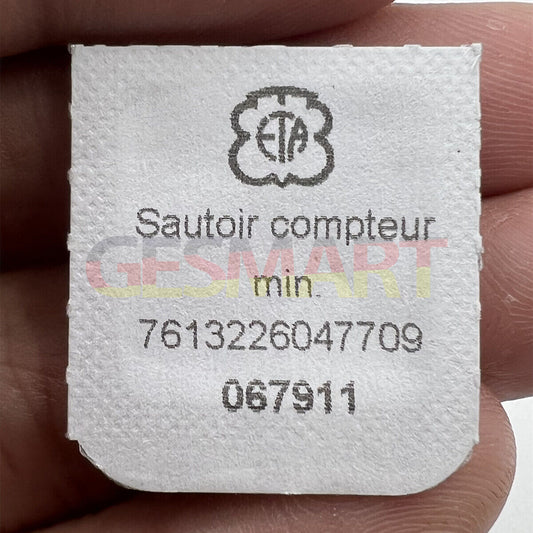 ETA
Sautoir compteur
GESMART
min.
7613226047709
067911